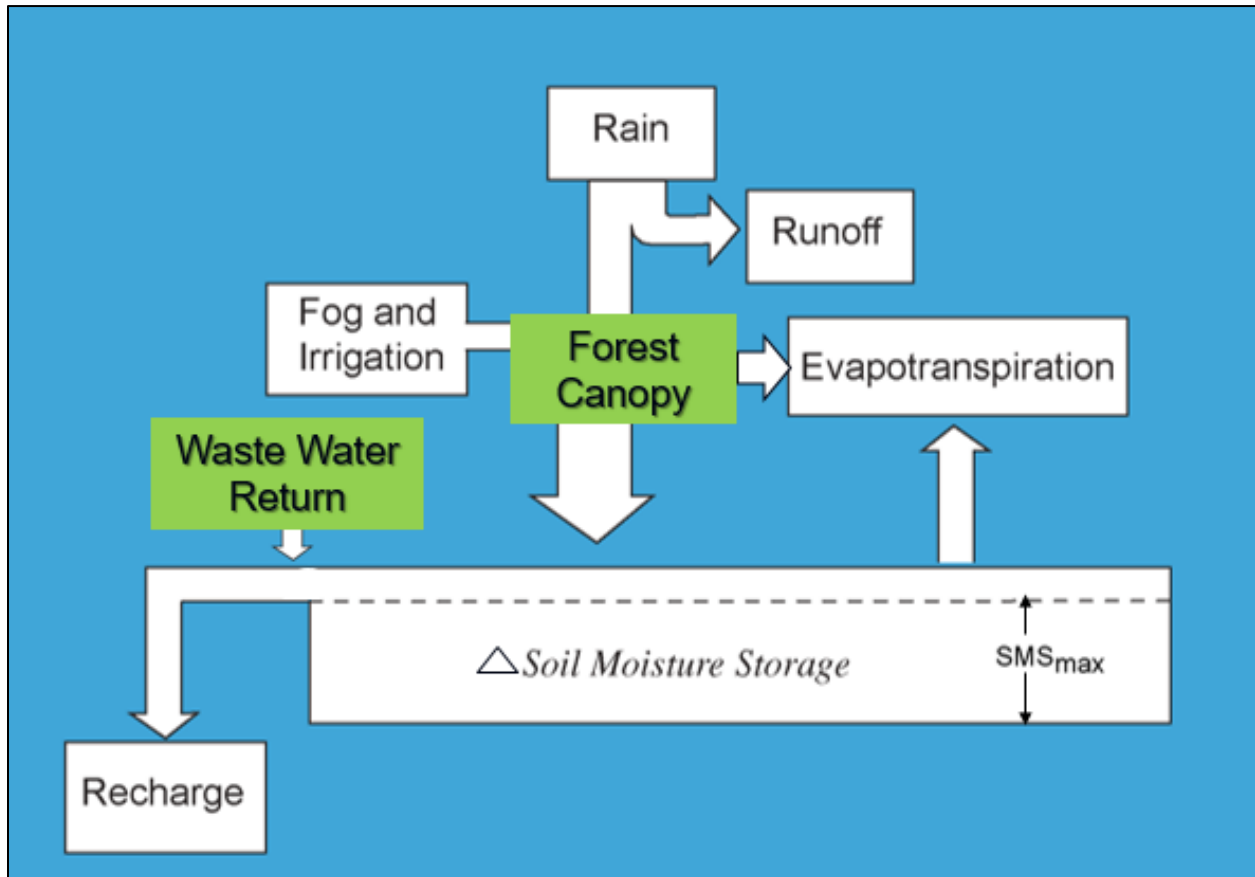 Rain
Runoff
Fog and
Irrigation
Forest
Canopy
Evapotranspiration
Waste Water
Return
△ Soil Moisture Storage
SMSmax
Recharge